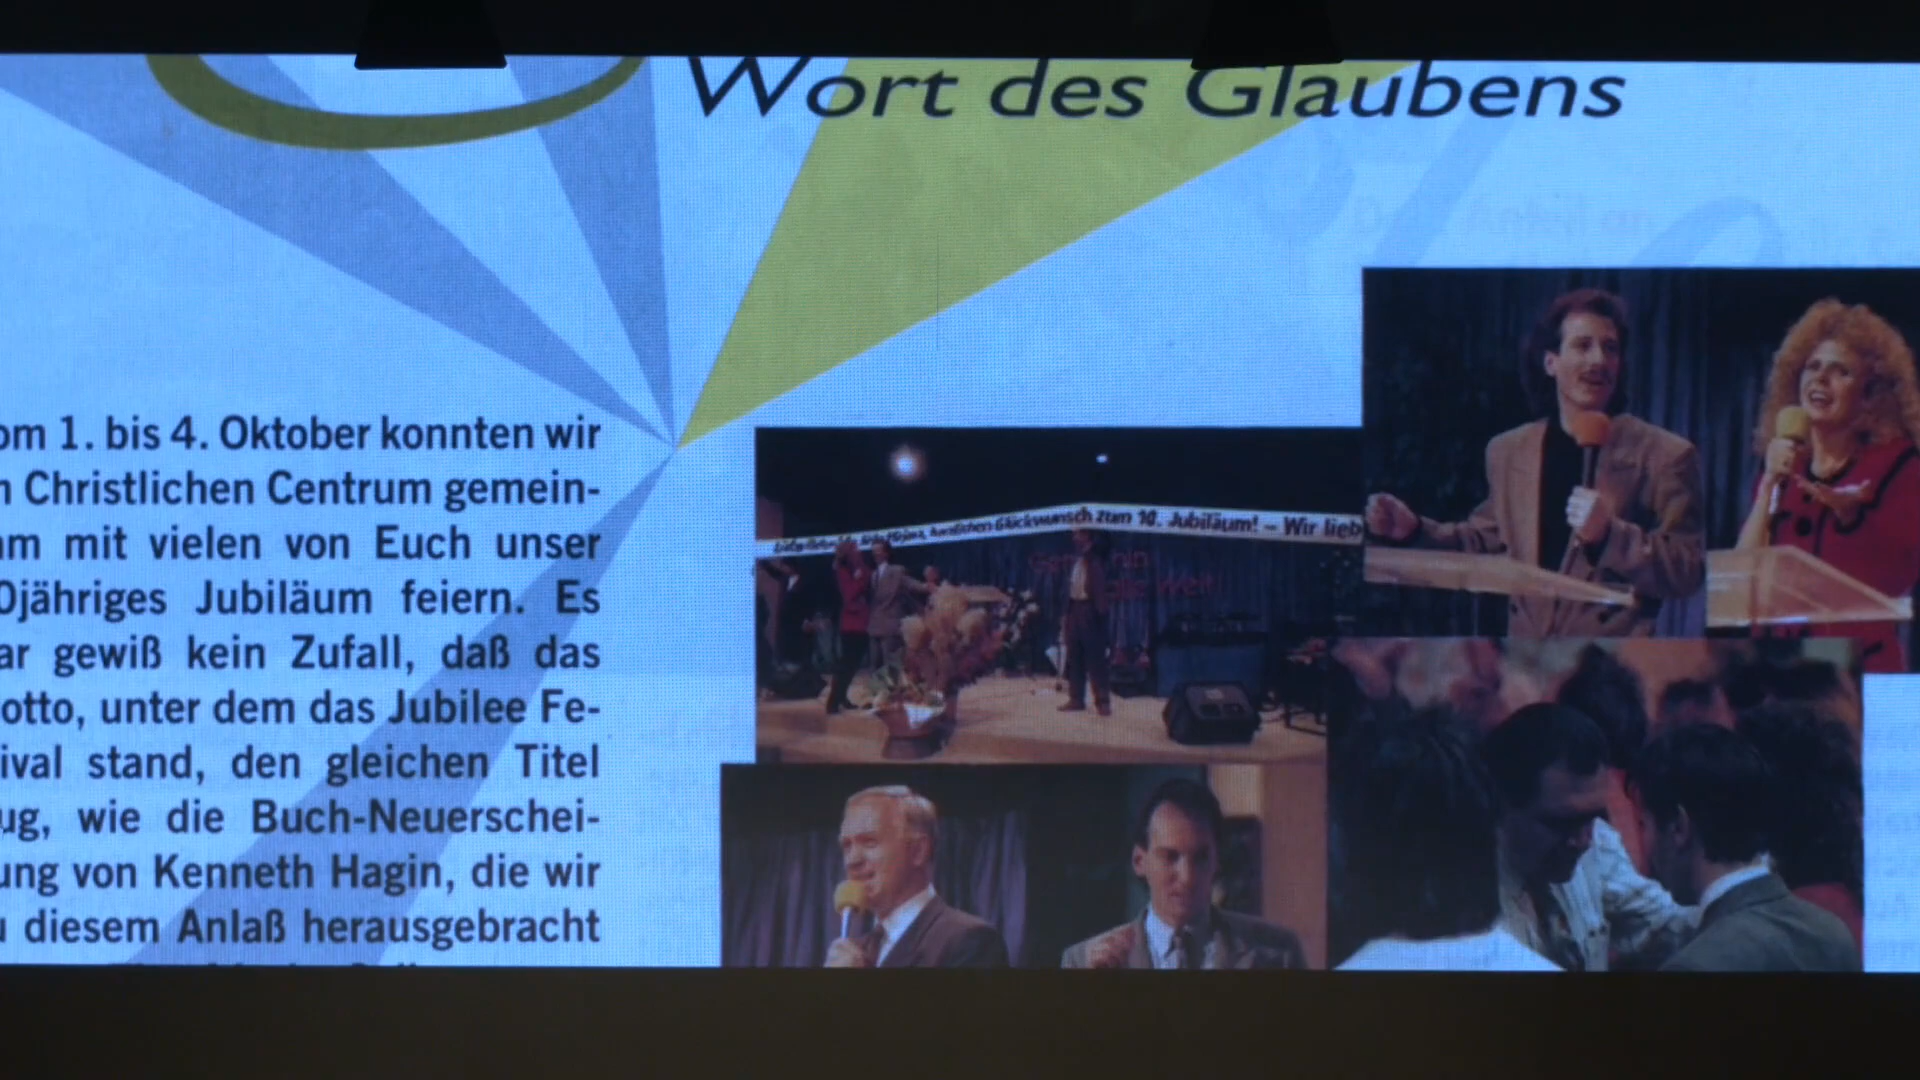 Wort des Glaubens
om 1. bis 4. Oktober konnten wir
Christlichen Centrum gemein-
am mit vielen von Euch unser
0jähriges Jubiläum feiern. Es
ar gewiß kein Zufall, daß das
otto, unter dem das Jubilee Fe-
ival stand, den gleichen Titel
ug, wie die Buch-Neuerschei-
ung von Kenneth Hagin, die wir
u diesem Anlaß herausgebracht
herzlichen Glückwunsch zum 10. Jubiläum! – Wir lieb